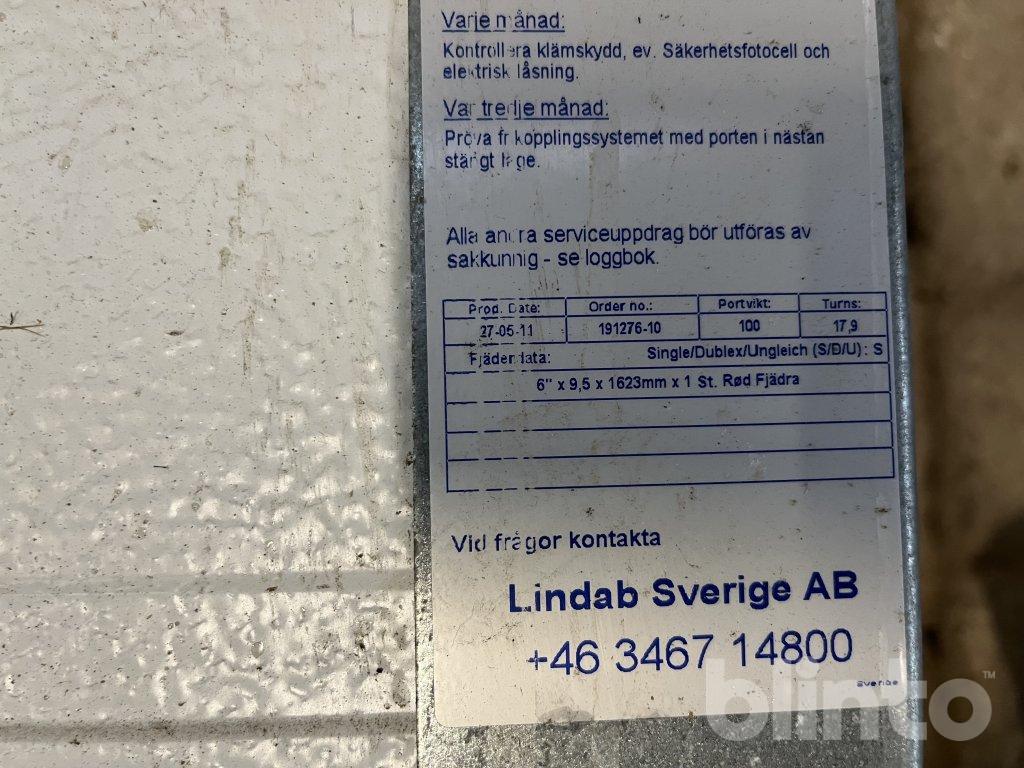 Varje månad:
Kontrollera klämskydd, ev. Säkerhetsfotocell och
elektrisk låsning.
Var tredje månad:
Pröva frkopplingssystemet med porten i nästan
stängt läge.
Alla andra serviceuppdrag bör utföras av
sakkunnig - se loggbok.
Prod. Date: Order no.: Portvikt: Turns:
27-05-11 191276-10 100 17,9
Fjäderdata: Single/Dublex/Ungleich (S/D/U): S
6" x 9,5 x 1623mm x 1 St. Rød Fjädra
Vid frågor kontakta
Lindab Sverige AB
+46 3467 14800
Sverige
blinto™